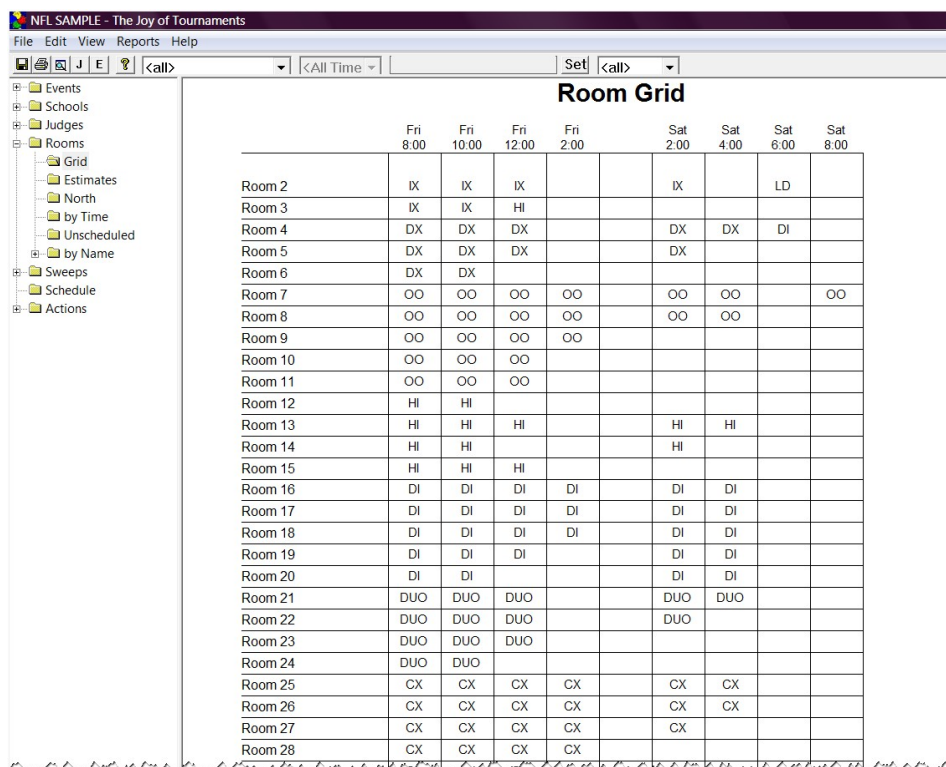 NFL SAMPLE - The Joy of Tournaments
File Edit View Reports Help
J E ? <all> <All Time Set <all>
Events
Schools
Judges
Rooms
Grid
Estimates
North
by Time
Unscheduled
by Name
Sweeps
Schedule
Actions
Room Grid
Fri Fri Fri Fri Sat Sat Sat Sat
8:00 10:00 12:00 2:00 2:00 4:00 6:00 8:00
Room 2 IX IX IX IX LD
Room 3 IX IX HI
Room 4 DX DX DX DX DX DI
Room 5 DX DX DX DX
Room 6 DX DX
Room 7 OO OO OO OO OO OO OO
Room 8 OO OO OO OO OO OO
Room 9 OO OO OO OO
Room 10 OO OO OO
Room 11 OO OO OO
Room 12 HI HI
Room 13 HI HI HI HI HI
Room 14 HI HI HI
Room 15 HI HI HI
Room 16 DI DI DI DI DI DI
Room 17 DI DI DI DI DI DI
Room 18 DI DI DI DI DI DI
Room 19 DI DI DI DI DI
Room 20 DI DI DI DI
Room 21 DUO DUO DUO DUO DUO
Room 22 DUO DUO DUO DUO
Room 23 DUO DUO DUO
Room 24 DUO DUO
Room 25 CX CX CX CX CX CX
Room 26 CX CX CX CX CX CX
Room 27 CX CX CX CX CX
Room 28 CX CX CX CX